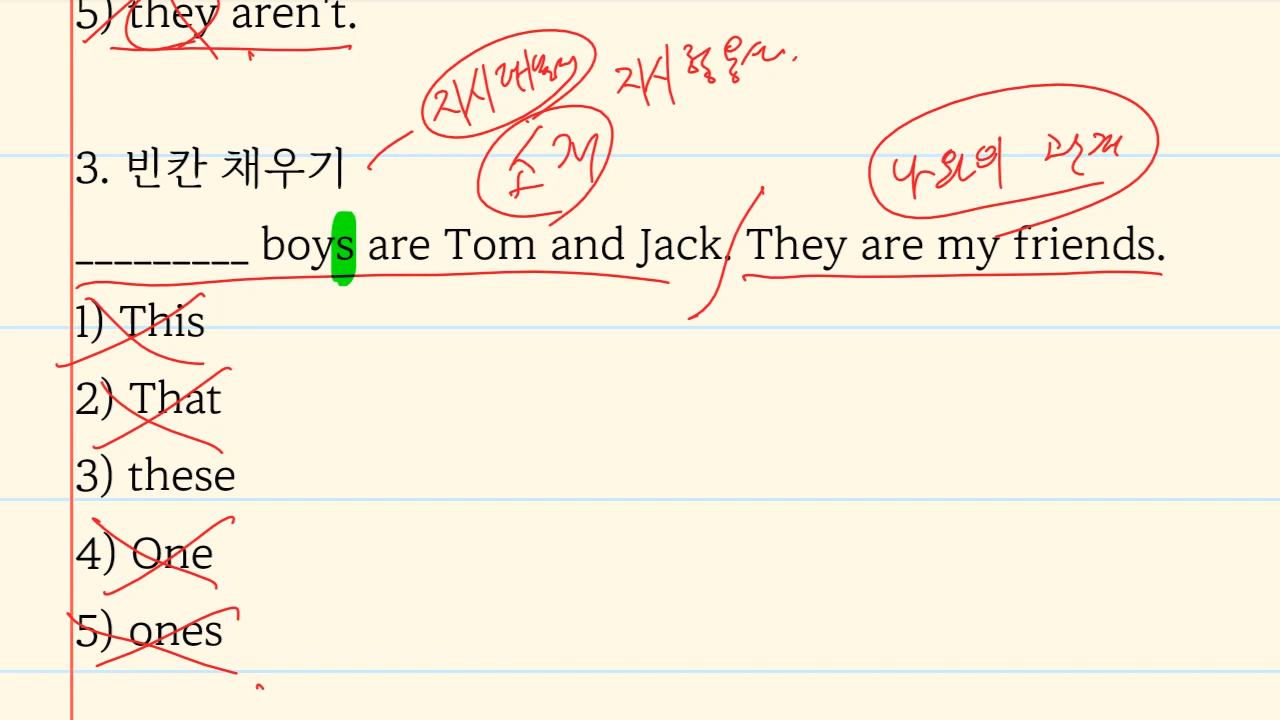 5) they aren't.
지시대명사 지시형용사.
소개
나와의 관계
3. 빈칸 채우기
_________ boys are Tom and Jack. They are my friends.
1) This
2) That
3) these
4) One
5) ones